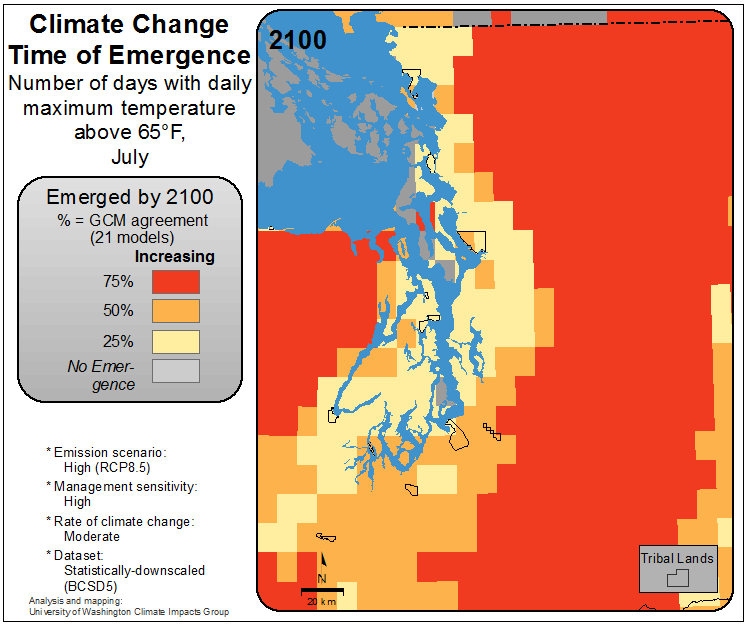 Climate Change
Time of Emergence
Number of days with daily
maximum temperature
above 65°F,
July
Emerged by 2100
% = GCM agreement
(21 models)
Increasing
75%
50%
25%
No Emer-
gence
* Emission scenario:
High (RCP8.5)
* Management sensitivity:
High
* Rate of climate change:
Moderate
* Dataset:
Statistically-downscaled
(BCSD5)
Analysis and mapping:
University of Washington Climate Impacts Group
2100
N
20 km
Tribal Lands